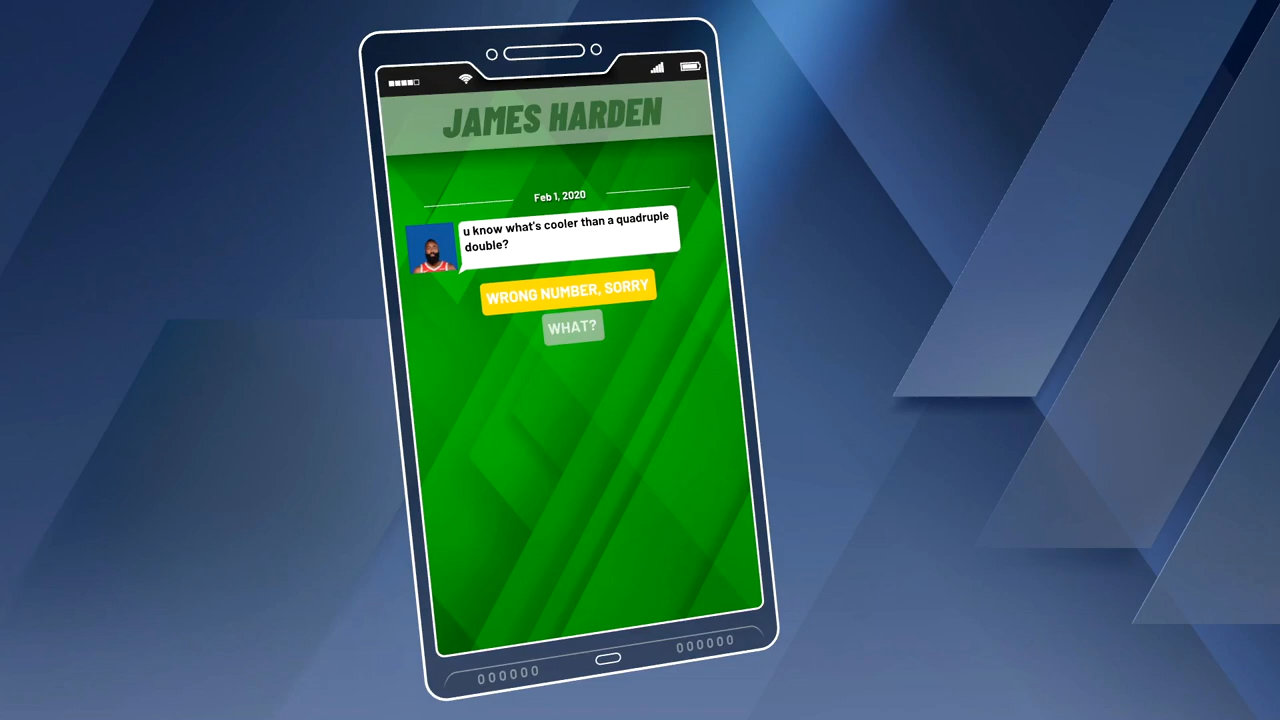 JAMES HARDEN
Feb 1, 2020
u know what's cooler than a quadruple
double?
WRONG NUMBER, SORRY
WHAT?